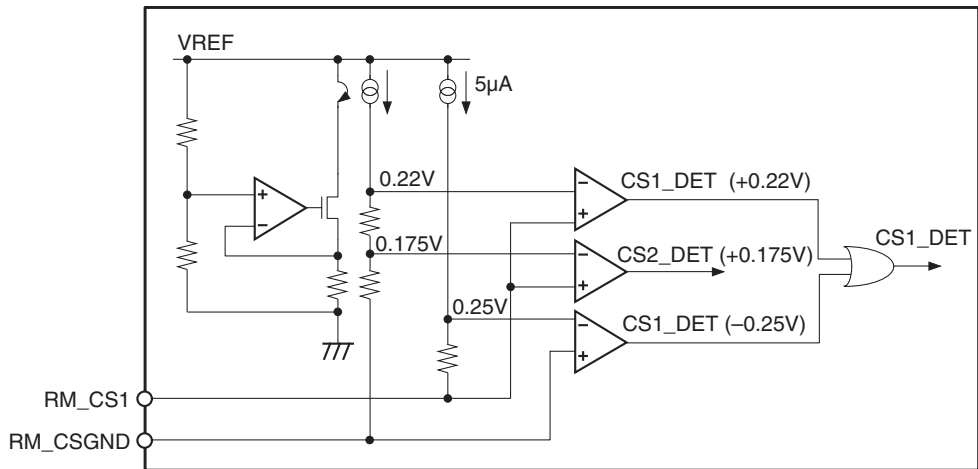 VREF
5µA
0.22V
CS1_DET (+0.22V)
0.175V
CS2_DET (+0.175V)
CS1_DET
0.25V
CS1_DET (–0.25V)
RM_CS1
RM_CSGND